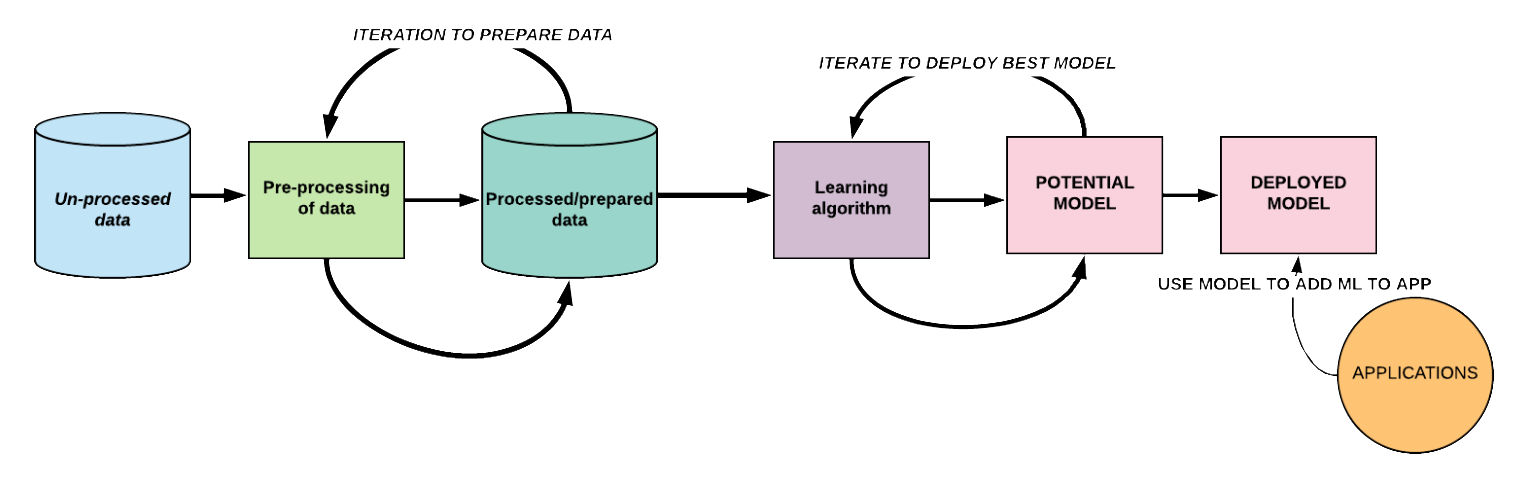 ITERATION TO PREPARE DATA
ITERATE TO DEPLOY BEST MODEL
Un-processed
data
Pre-processing
of data
Processed/prepared
data
Learning
algorithm
POTENTIAL
MODEL
DEPLOYED
MODEL
USE MODEL TO ADD ML TO APP
APPLICATIONS